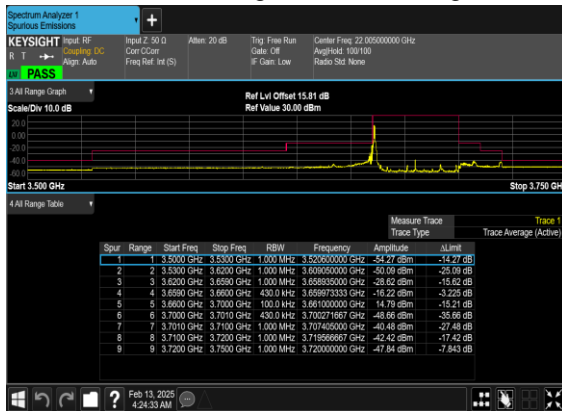 Spectrum Analyzer 1
Spurious Emissions
KEYSIGHT Input: RF Input Z: 50 Ω Atten: 20 dB Trig: Free Run Center Freq: 22.005000000 GHz
R T Coupling: DC Corr CCorr Gate: Off Avg|Hold: 100/100
Align: Auto Freq Ref: Int (S) IF Gain: Low Radio Std: None
PASS
3 All Range Graph
Ref Lvl Offset 15.81 dB
Scale/Div 10.0 dB Ref Value 30.00 dBm
20.0
0.00
-20.0
-40.0
-60.0
Start 3.500 GHz Stop 3.750 GH
4 All Range Table
Measure Trace Trace 1
Trace Type Trace Average (Active)
Spur Range Start Freq Stop Freq RBW Frequency Amplitude ΔLimit
1 1 3.5000 GHz 3.5300 GHz 1.000 MHz 3.520600000 GHz -54.27 dBm -14.27 dB
2 2 3.5300 GHz 3.6200 GHz 1.000 MHz 3.609050000 GHz -50.09 dBm -25.09 dB
3 3 3.6200 GHz 3.6590 GHz 1.000 MHz 3.658935000 GHz -28.62 dBm -15.62 dB
4 4 3.6590 GHz 3.6600 GHz 430.0 kHz 3.659973333 GHz -16.22 dBm -3.225 dB
5 5 3.6600 GHz 3.7000 GHz 100.0 kHz 3.661000000 GHz 14.79 dBm -15.21 dB
6 6 3.7000 GHz 3.7010 GHz 430.0 kHz 3.700271667 GHz -48.66 dBm -35.66 dB
7 7 3.7010 GHz 3.7100 GHz 1.000 MHz 3.707405000 GHz -40.48 dBm -27.48 dB
8 8 3.7100 GHz 3.7200 GHz 1.000 MHz 3.719566667 GHz -42.42 dBm -17.42 dB
9 9 3.7200 GHz 3.7500 GHz 1.000 MHz 3.720000000 GHz -47.84 dBm -7.843 dB
Feb 13, 2025
4:24:33 AM